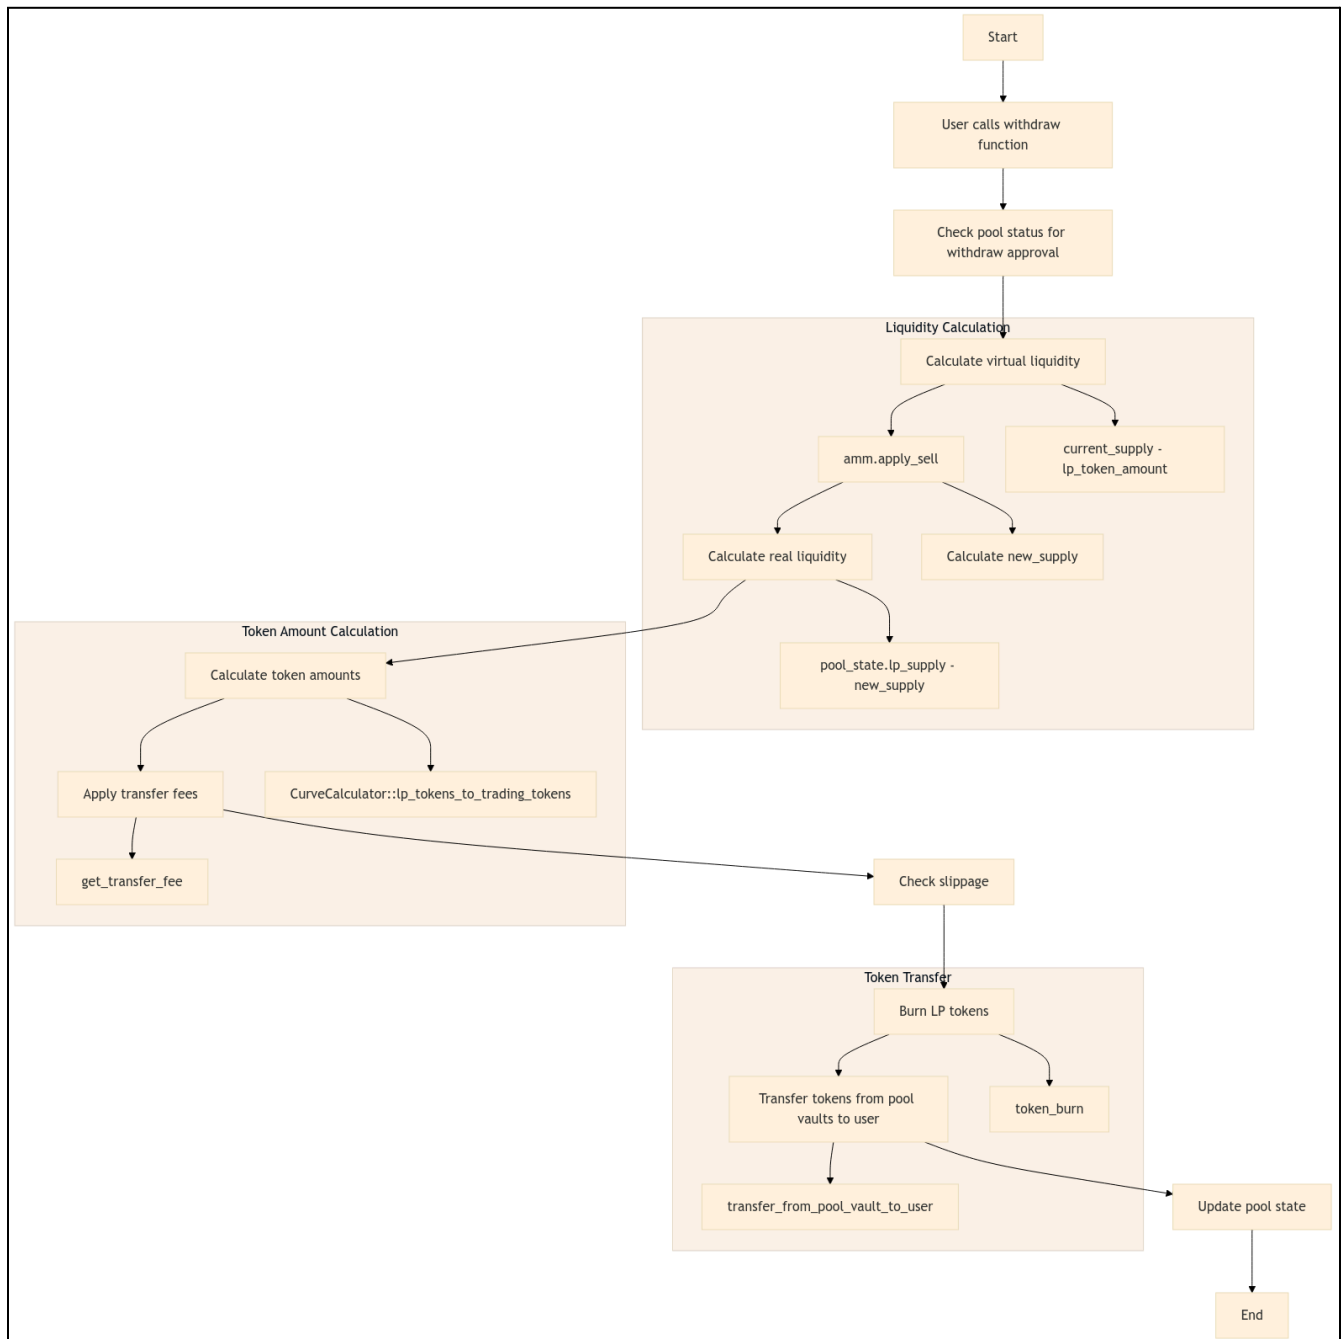 Start
User calls withdraw
function
Check pool status for
withdraw approval
Liquidity Calculation
Calculate virtual liquidity
amm.apply_sell
current_supply -
lp_token_amount
Calculate real liquidity
Calculate new_supply
pool_state.lp_supply -
new_supply
Token Amount Calculation
Calculate token amounts
Apply transfer fees
CurveCalculator::lp_tokens_to_trading_tokens
get_transfer_fee
Check slippage
Token Transfer
Burn LP tokens
Transfer tokens from pool
vaults to user
token_burn
transfer_from_pool_vault_to_user
Update pool state
End